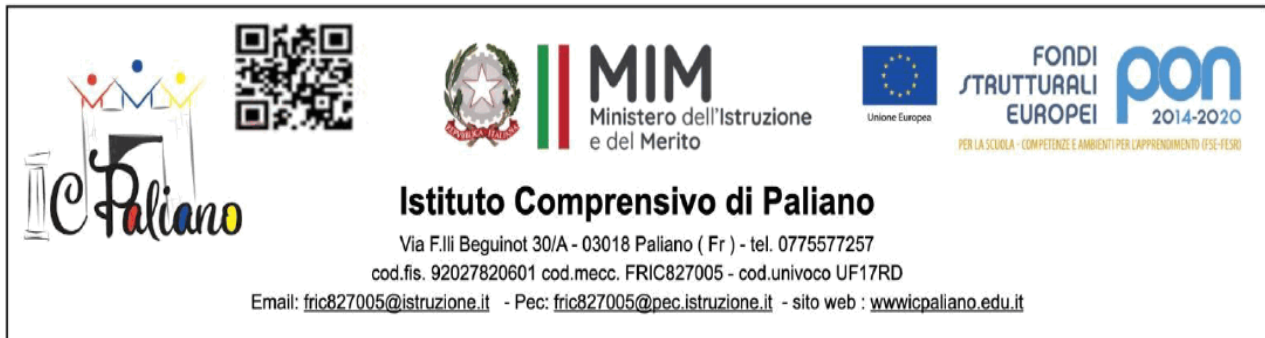 IC Paliano
REPVBBLICA ITALIANA
MIM
Ministero dell'Istruzione
e del Merito
Unione Europea
FONDI
STRUTTURALI
EUROPEI
pon
2014-2020
PER LA SCUOLA - COMPETENZE E AMBIENTI PER L'APPRENDIMENTO (FSE-FESR)
Istituto Comprensivo di Paliano
Via F.lli Beguinot 30/A - 03018 Paliano ( Fr ) - tel. 0775577257
cod.fis. 92027820601 cod.mecc. FRIC827005 - cod.univoco UF17RD
Email: fric827005@istruzione.it - Pec: fric827005@pec.istruzione.it - sito web : wwwicpaliano.edu.it